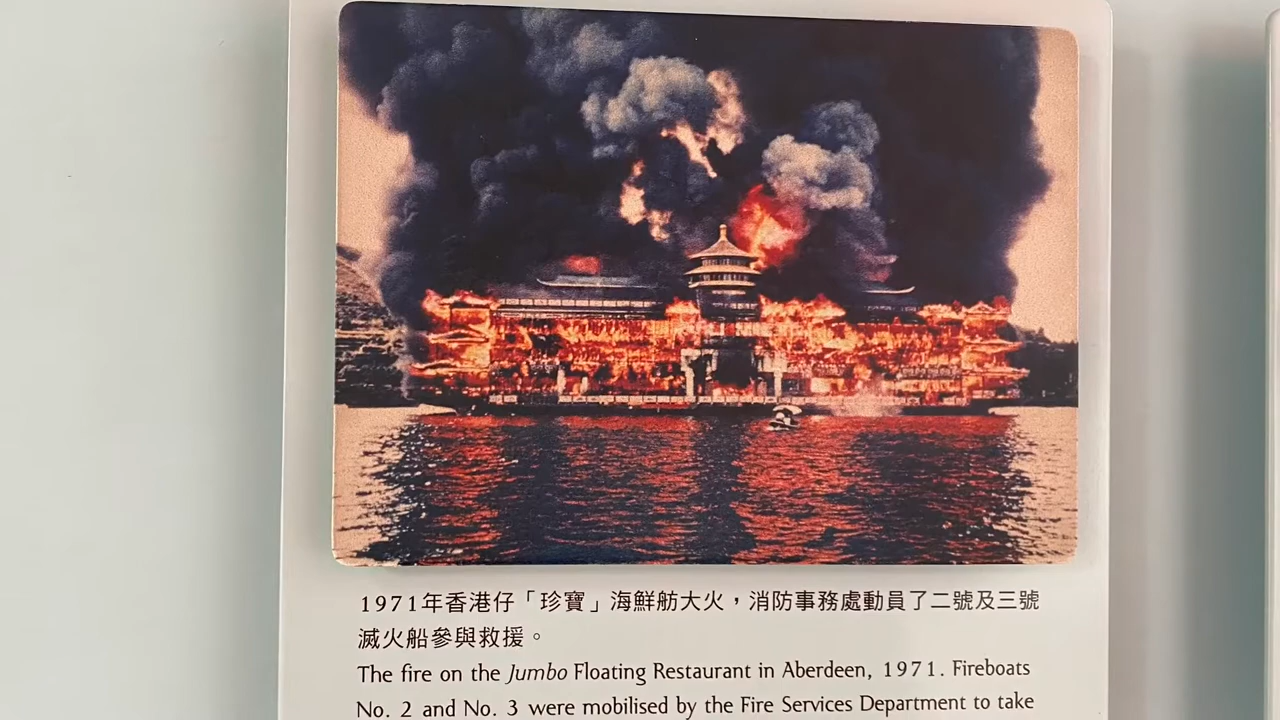 1971年香港仔「珍寶」海鮮舫大火，消防事務處動員了二號及三號
滅火船參與救援。
The fire on the Jumbo Floating Restaurant in Aberdeen, 1971. Fireboats
No. 2 and No. 3 were mobilised by the Fire Services Department to take